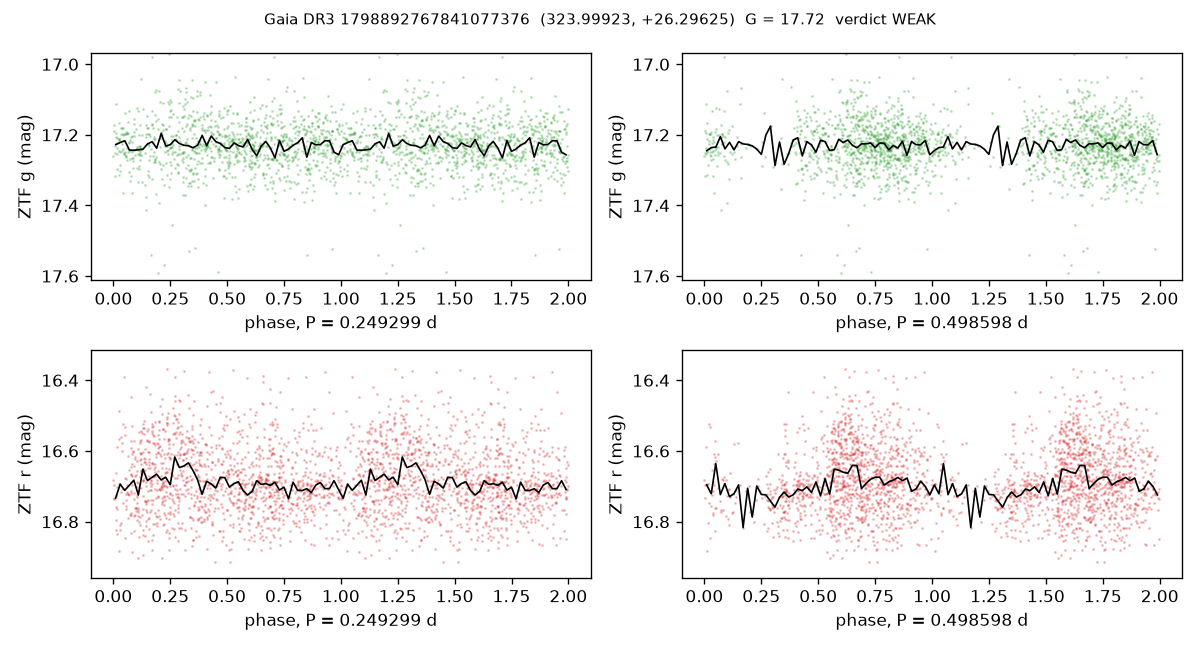 Gaia DR3 1798892767841077376 (323.99923, +26.29625) G = 17.72 verdict WEAK
ZTF g (mag)
17.0
17.2
17.4
17.6
0.00 0.25 0.50 0.75 1.00 1.25 1.50 1.75 2.00
phase, P = 0.249299 d
ZTF g (mag)
17.0
17.2
17.4
17.6
0.00 0.25 0.50 0.75 1.00 1.25 1.50 1.75 2.00
phase, P = 0.498598 d
ZTF r (mag)
16.4
16.6
16.8
0.00 0.25 0.50 0.75 1.00 1.25 1.50 1.75 2.00
phase, P = 0.249299 d
ZTF r (mag)
16.4
16.6
16.8
0.00 0.25 0.50 0.75 1.00 1.25 1.50 1.75 2.00
phase, P = 0.498598 d